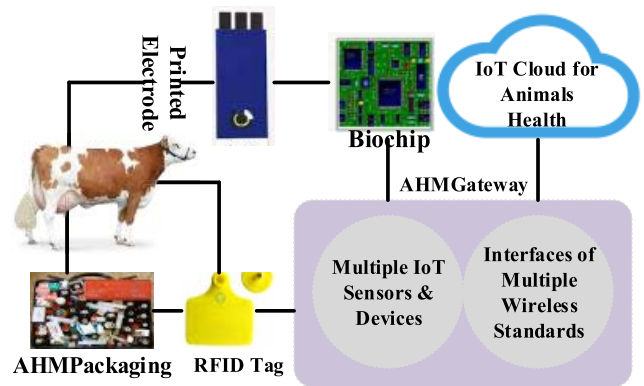 Printed
Electrode
IoT Cloud for
Animals
Health
Biochip
AHMGateway
Multiple IoT
Sensors &
Devices
Interfaces of
Multiple
Wireless
Standards
AHMPackaging
RFID Tag